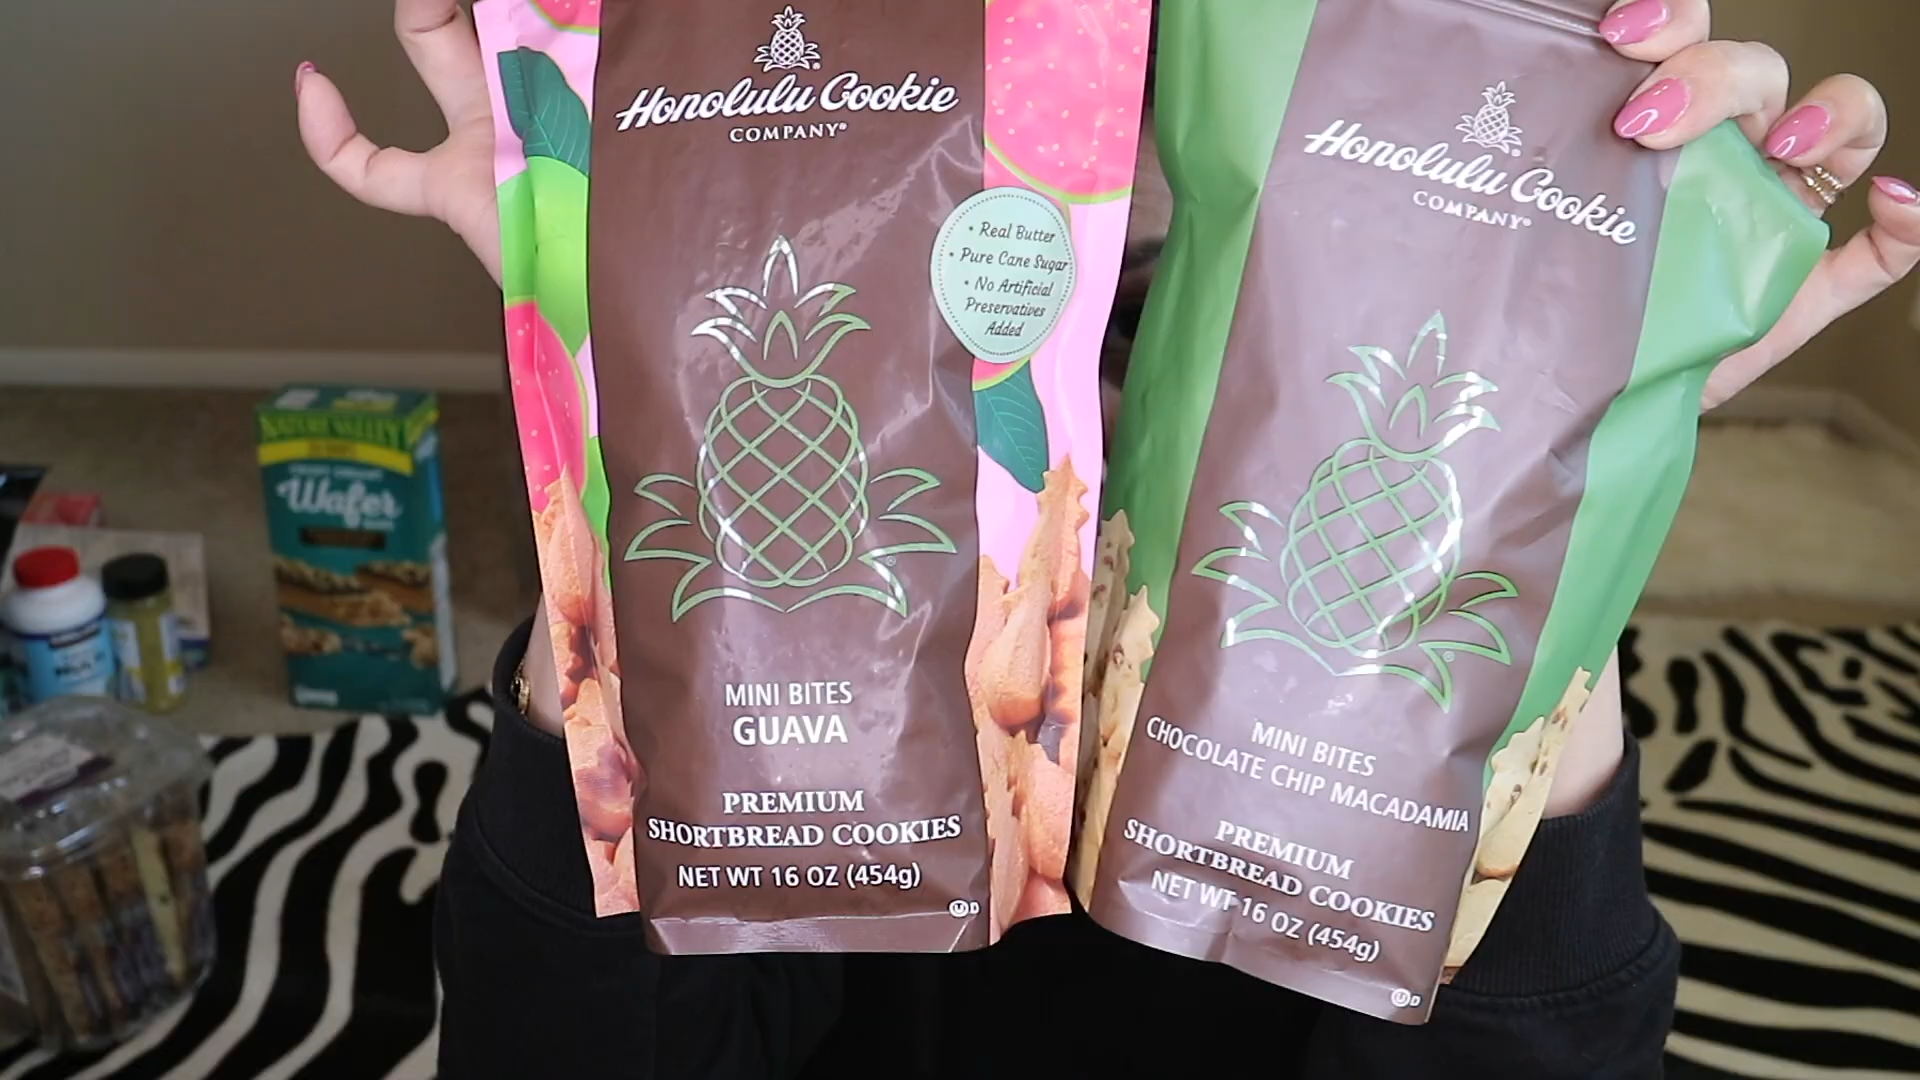 Honolulu Cookie
COMPANY®
• Real Butter
• Pure Cane Sugar
• No Artificial
Preservatives
Added
MINI BITES
GUAVA
PREMIUM
SHORTBREAD COOKIES
NET WT 16 OZ (454g)
U D
Honolulu Cookie
COMPANY®
MINI BITES
CHOCOLATE CHIP MACADAMIA
PREMIUM
SHORTBREAD COOKIES
NET WT 16 OZ (454g)
U D
NATURE VALLEY
Wafer